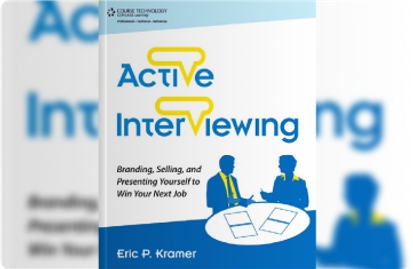 COURSE TECHNOLOGY
Active
Interviewing
Branding, Selling, and
Presenting Yourself to
Win Your Next Job
Eric P. Kramer